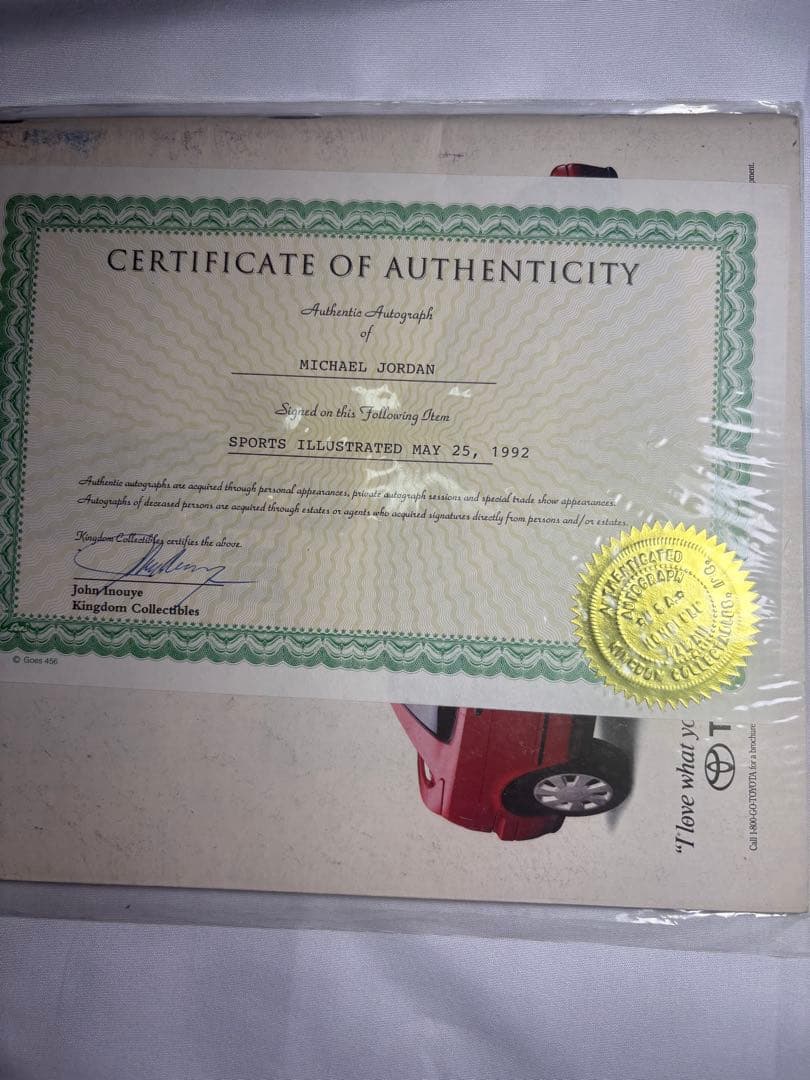 CERTIFICATE OF AUTHENTICITY
Authentic Autograph
of
MICHAEL JORDAN
Signed on this Following Item
SPORTS ILLUSTRATED MAY 25, 1992
Authentic autographs are acquired through personal appearances, private autograph sessions and special trade show appearances.
Autographs of deceased persons are acquired through estates or agents who acquired signatures directly from persons and/or estates.
Kingdom Collectibles certifies the above.
John Inouye
Kingdom Collectibles
© Goes 456
AUTHENTICATED
AUTOGRAPH
KINGDOM COLLECTIBLES
"I love what yo
T
Call 1-800-GO-TOYOTA for a brochure